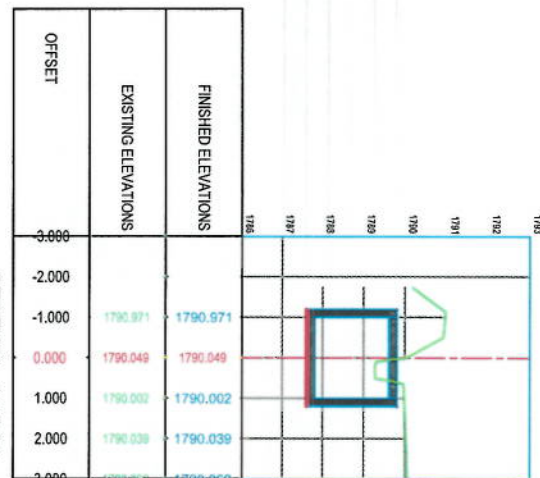 OFFSET
EXISTING ELEVATIONS
FINISHED ELEVATIONS
1786 1787 1788 1789 1790 1791 1792 1793
-3.000
-2.000
-1.000 1790.971 1790.971
0.000 1790.049 1790.049
1.000 1790.002 1790.002
2.000 1790.039 1790.039